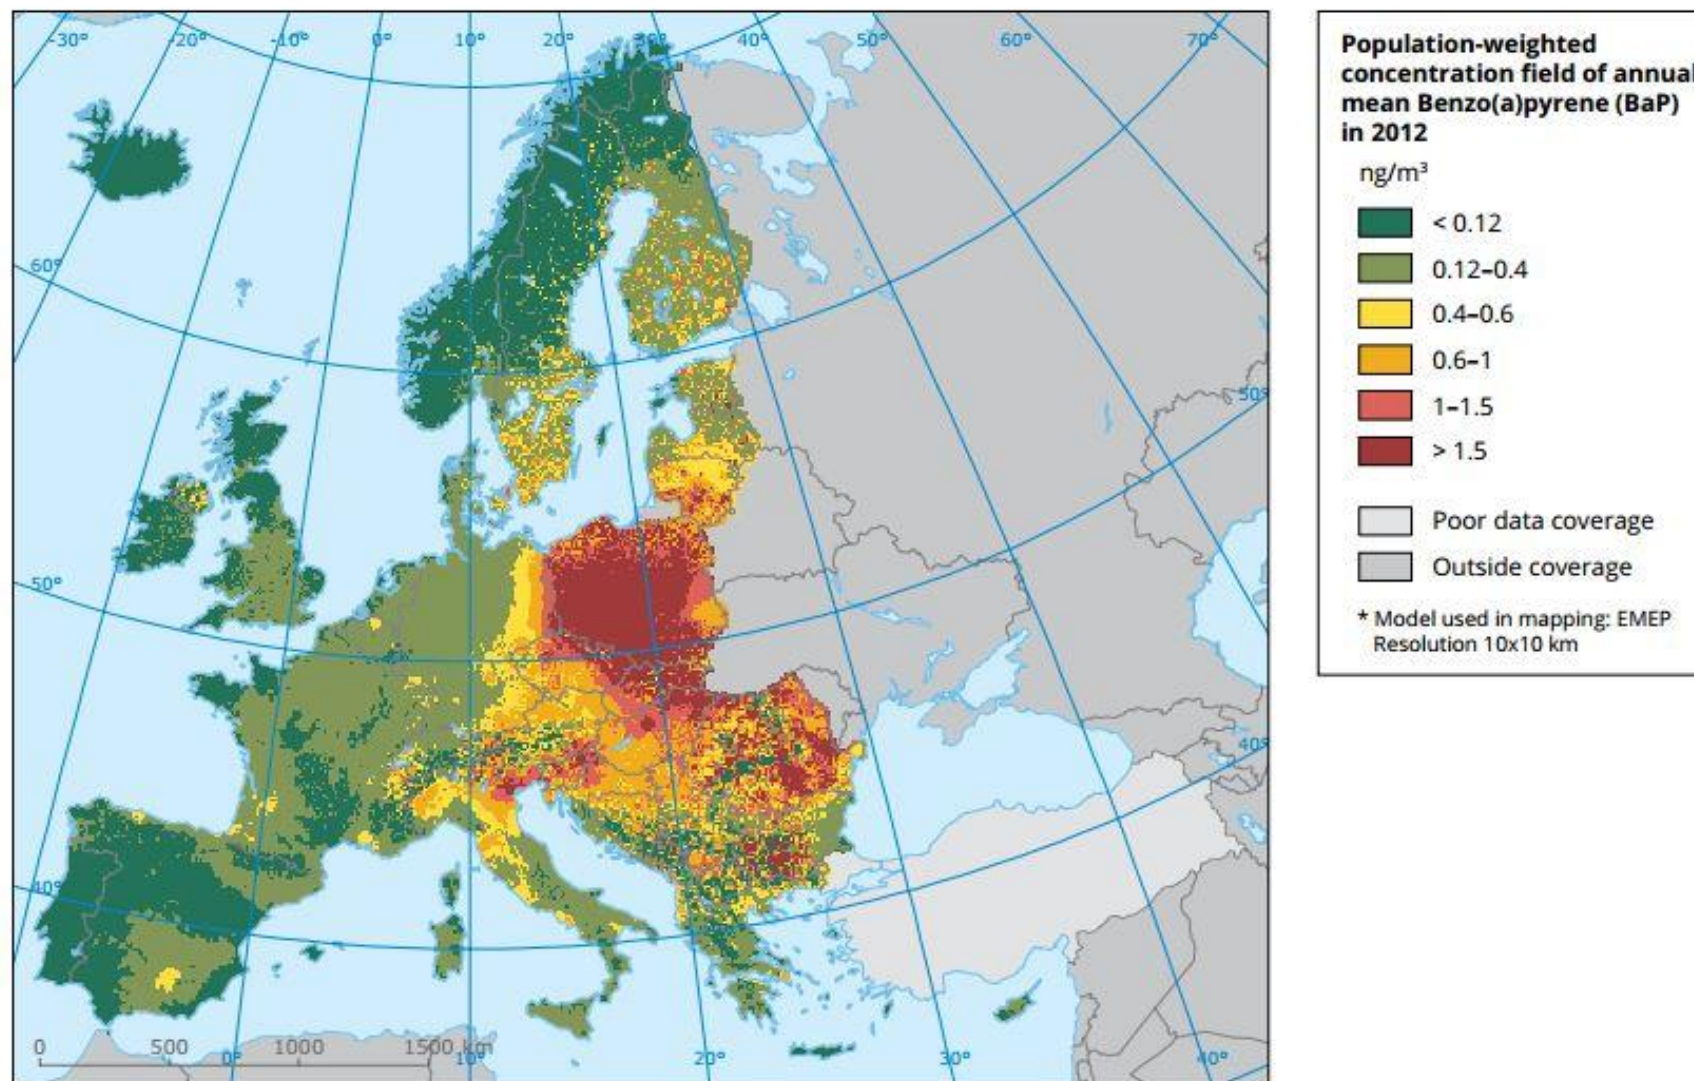 -30° -20° -10° 0° 10° 20° 30° 40° 50° 60° 70°
60°
50°
50°
40°
40°
0 500 1000 1500 km
0° 10° 20° 30° 40°
Population-weighted
concentration field of annual
mean Benzo(a)pyrene (BaP)
in 2012
ng/m³
< 0.12
0.12–0.4
0.4–0.6
0.6–1
1–1.5
> 1.5
Poor data coverage
Outside coverage
* Model used in mapping: EMEP
Resolution 10x10 km